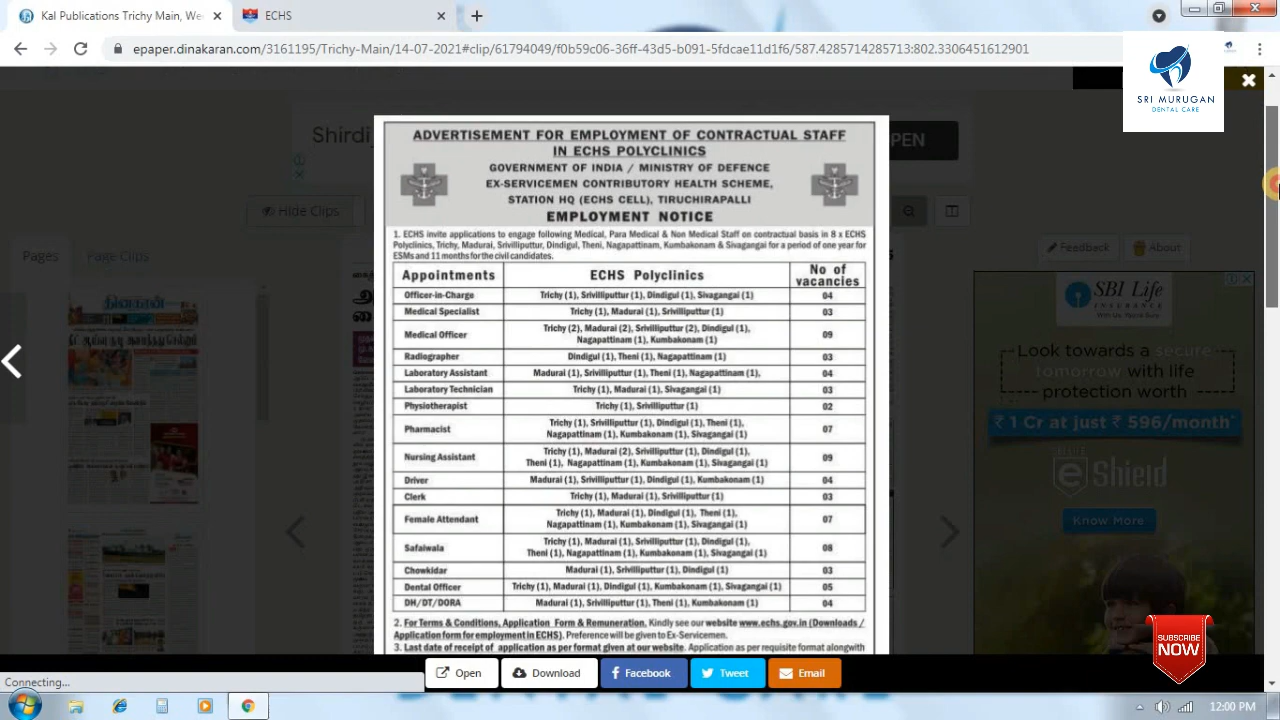 Kal Publications Trichy Main, We
ECHS
epaper.dinakaran.com/3161195/Trichy-Main/14-07-2021#clip/61794049/f0b59c06-36ff-43d5-b091-5fdcae11d1f6/587.4285714285713:802.3306451612901
SRI MURUGAN
DENTAL CARE
Shirdi
OPEN
Hide Clips
Pages
Page Clips
Feedback
About
ADVERTISEMENT FOR EMPLOYMENT OF CONTRACTUAL STAFF
IN ECHS POLYCLINICS
GOVERNMENT OF INDIA / MINISTRY OF DEFENCE
EX-SERVICEMEN CONTRIBUTORY HEALTH SCHEME,
STATION HQ (ECHS CELL), TIRUCHIRAPALLI
EMPLOYMENT NOTICE
1. ECHS invite applications to engage following Medical, Para Medical & Non Medical Staff on contractual basis in 8 x ECHS
Polyclinics, Trichy, Madurai, Srivilliputtur, Dindigul, Theni, Nagapattinam, Kumbakonam & Sivagangai for a period of one year for
ESMs and 11 months for the civil candidates.
Appointments ECHS Polyclinics No of vacancies
Officer-in-Charge Trichy (1), Srivilliputtur (1), Dindigul (1), Sivagangai (1) 04
Medical Specialist Trichy (1), Madurai (1), Srivilliputtur (1) 03
Medical Officer Trichy (2), Madurai (2), Srivilliputtur (2), Dindigul (1),
Nagapattinam (1), Kumbakonam (1) 09
Radiographer Dindigul (1), Theni (1), Nagapattinam (1) 03
Laboratory Assistant Madurai (1), Srivilliputtur (1), Theni (1), Nagapattinam (1), 04
Laboratory Technician Trichy (1), Madurai (1), Sivagangai (1) 03
Physiotherapist Trichy (1), Srivilliputtur (1) 02
Pharmacist Trichy (1), Srivilliputtur (1), Dindigul (1), Theni (1),
Nagapattinam (1), Kumbakonam (1), Sivagangai (1) 07
Nursing Assistant Trichy (1), Madurai (2), Srivilliputtur (1), Dindigul (1),
Theni (1), Nagapattinam (1), Kumbakonam (1), Sivagangai (1) 09
Driver Madurai (1), Srivilliputtur (1), Dindigul (1), Kumbakonam (1) 04
Clerk Trichy (1), Madurai (1), Srivilliputtur (1) 03
Female Attendant Trichy (1), Madurai (1), Dindigul (1), Theni (1),
Nagapattinam (1), Kumbakonam (1), Sivagangai (1) 07
Safaiwala Trichy (1), Madurai (1), Srivilliputtur (1), Dindigul (1),
Theni (1), Nagapattinam (1), Kumbakonam (1), Sivagangai (1) 08
Chowkidar Madurai (1), Srivilliputtur (1), Dindigul (1) 03
Dental Officer Trichy (1), Madurai (1), Dindigul (1), Kumbakonam (1), Sivagangai (1) 05
DH/DT/DORA Madurai (1), Srivilliputtur (1), Theni (1), Kumbakonam (1) 04
2. For Terms & Conditions, Application Form & Remuneration, Kindly see our website www.echs.gov.in (Downloads /
Application form for employment in ECHS). Preference will be given to Ex-Servicemen.
3. Last date of receipt of application as per format given at our website. Application as per requisite format alongwith
SBI Life
INSURANCE
With Us, You're Sure
Look towards a secure
tomorrow with life
protection worth
₹ 1 Cr at just ₹ 596/month*
eShield
Know More
SUBSCRIBE
NOW
Open
Download
Facebook
Tweet
Email
Connecting...
12:00 PM